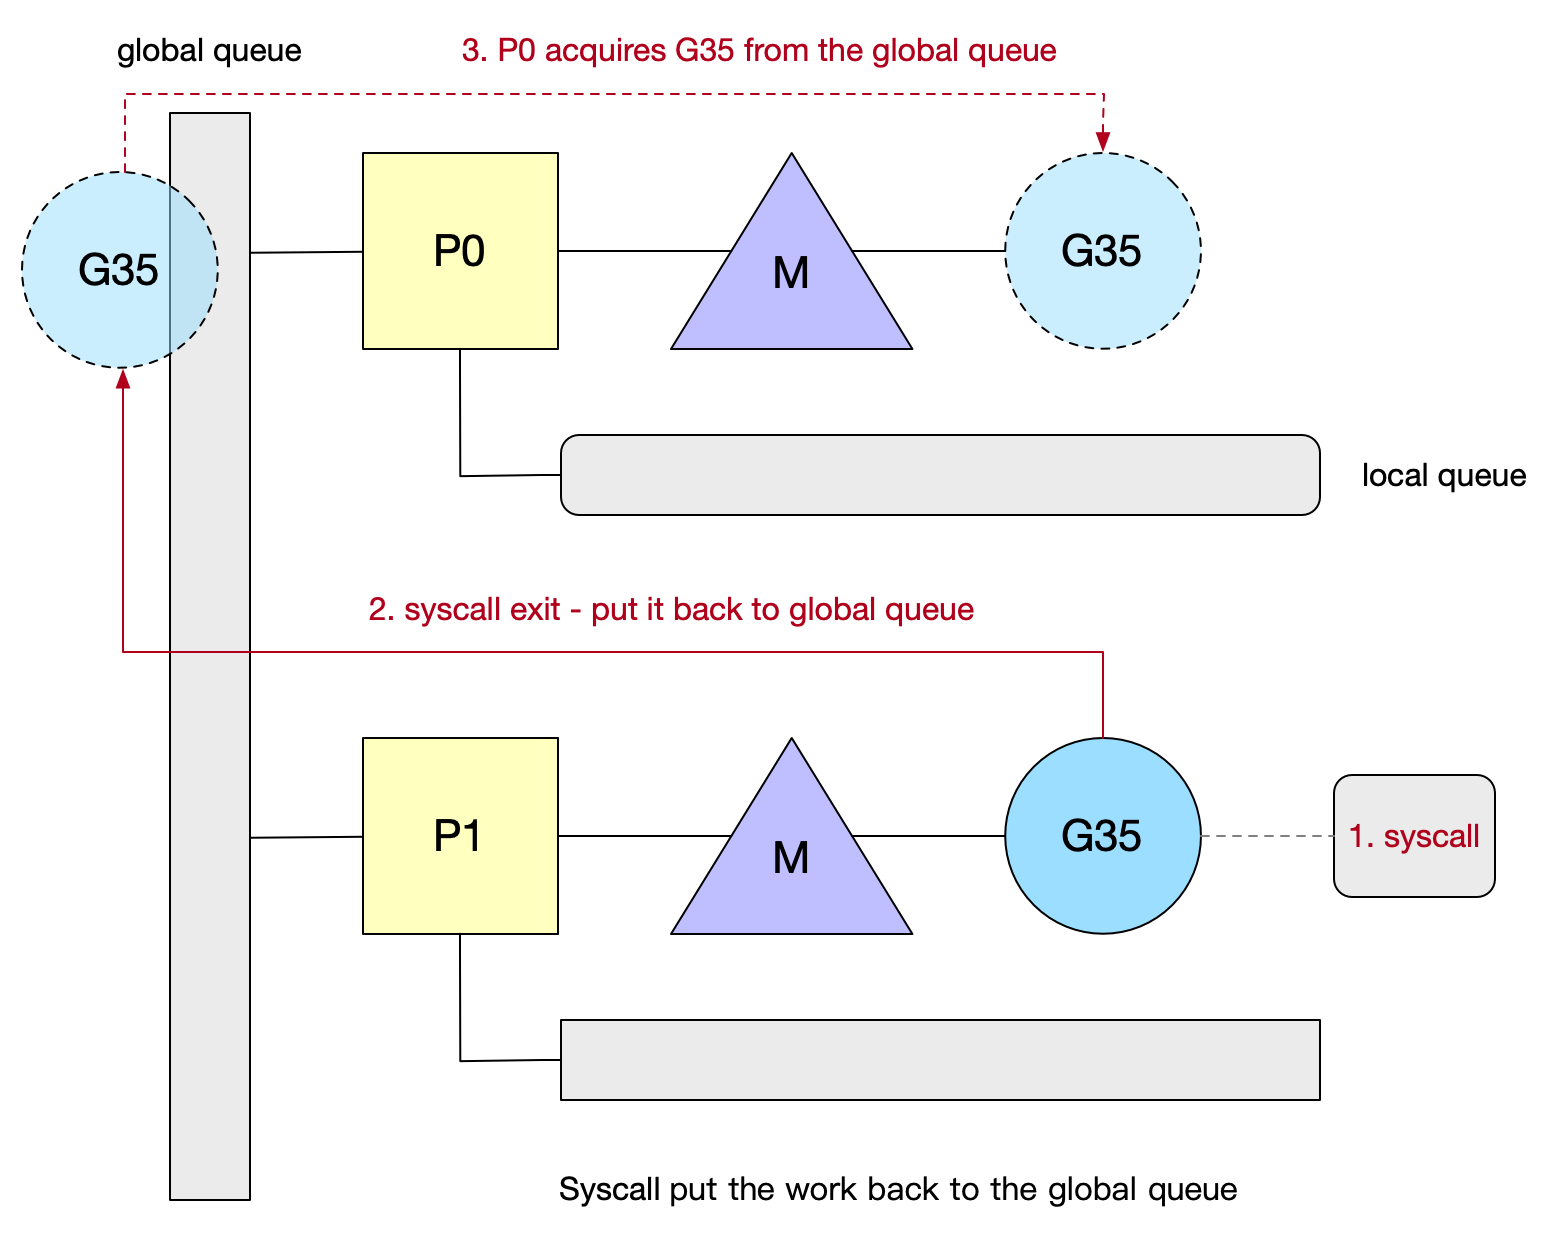 global queue
3. P0 acquires G35 from the global queue
G35
P0
M
G35
local queue
2. syscall exit - put it back to global queue
P1
M
G35
1. syscall
Syscall put the work back to the global queue